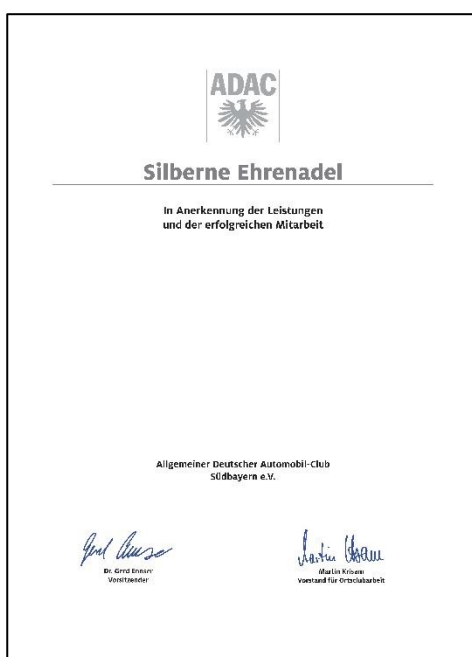 ADAC
Silberne Ehrenadel
In Anerkennung der Leistungen
und der erfolgreichen Mitarbeit
Allgemeiner Deutscher Automobil-Club
Südbayern e.V.
Dr. Gerd Ennser
Vorsitzender
Martin Krisam
Vorstand für Ortsclubarbeit